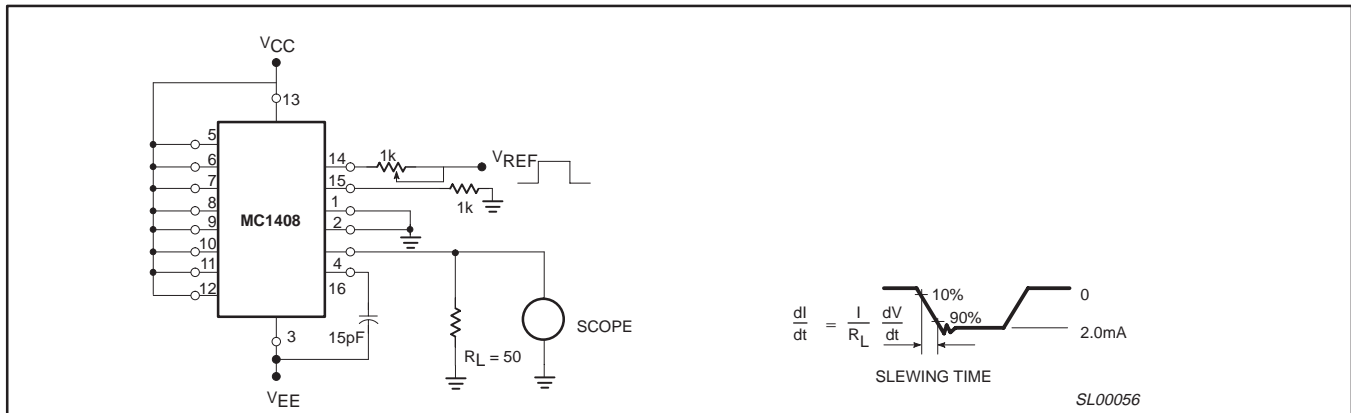 VCC
13
5
6
7
8
9
10
11
12
MC1408
14
15
1
2
4
16
3
1k
VREF
1k
15pF
RL = 50
SCOPE
VEE
dI
dt
= I
RL
dV
dt
10%
90%
0
2.0mA
SLEWING TIME
SL00056